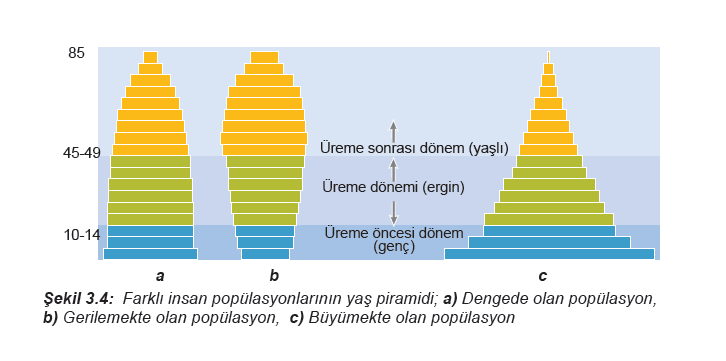 85
Üreme sonrası dönem (yaşlı)
45-49
Üreme dönemi (ergin)
10-14
Üreme öncesi dönem
(genç)
a
b
c
Şekil 3.4: Farklı insan popülasyonlarının yaş piramidi; a) Dengede olan popülasyon,
b) Gerilemekte olan popülasyon, c) Büyümekte olan popülasyon